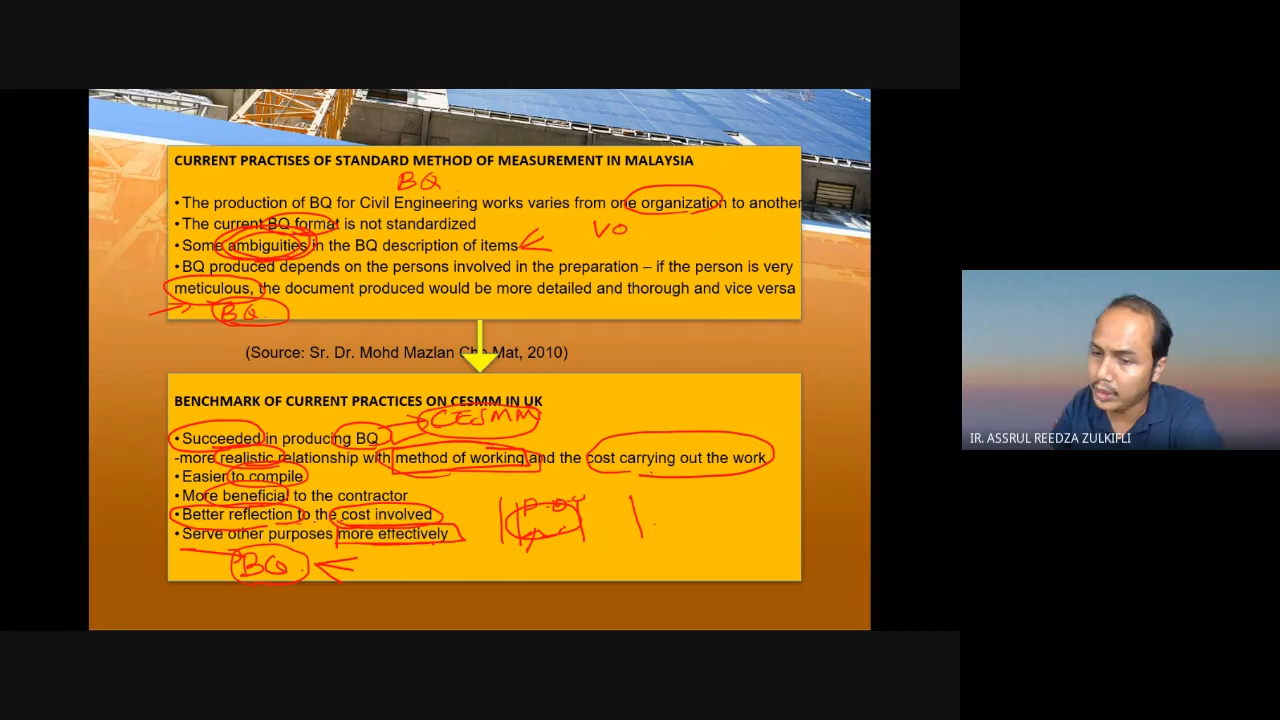 CURRENT PRACTISES OF STANDARD METHOD OF MEASUREMENT IN MALAYSIA
BQ
•The production of BQ for Civil Engineering works varies from one organization to another
•The current BQ format is not standardized
VO
•Some ambiguities in the BQ description of items
•BQ produced depends on the persons involved in the preparation – if the person is very
meticulous, the document produced would be more detailed and thorough and vice versa
BQ
(Source: Sr. Dr. Mohd Mazlan Che Mat, 2010)
BENCHMARK OF CURRENT PRACTICES ON CESMM IN UK
CESMM
•Succeeded in producing BQ
-more realistic relationship with method of working and the cost carrying out the work
•Easier to compile
•More beneficial to the contractor
•Better reflection to the cost involved
•Serve other purposes more effectively
BQ
IR. ASSRUL REEDZA ZULKIFLI